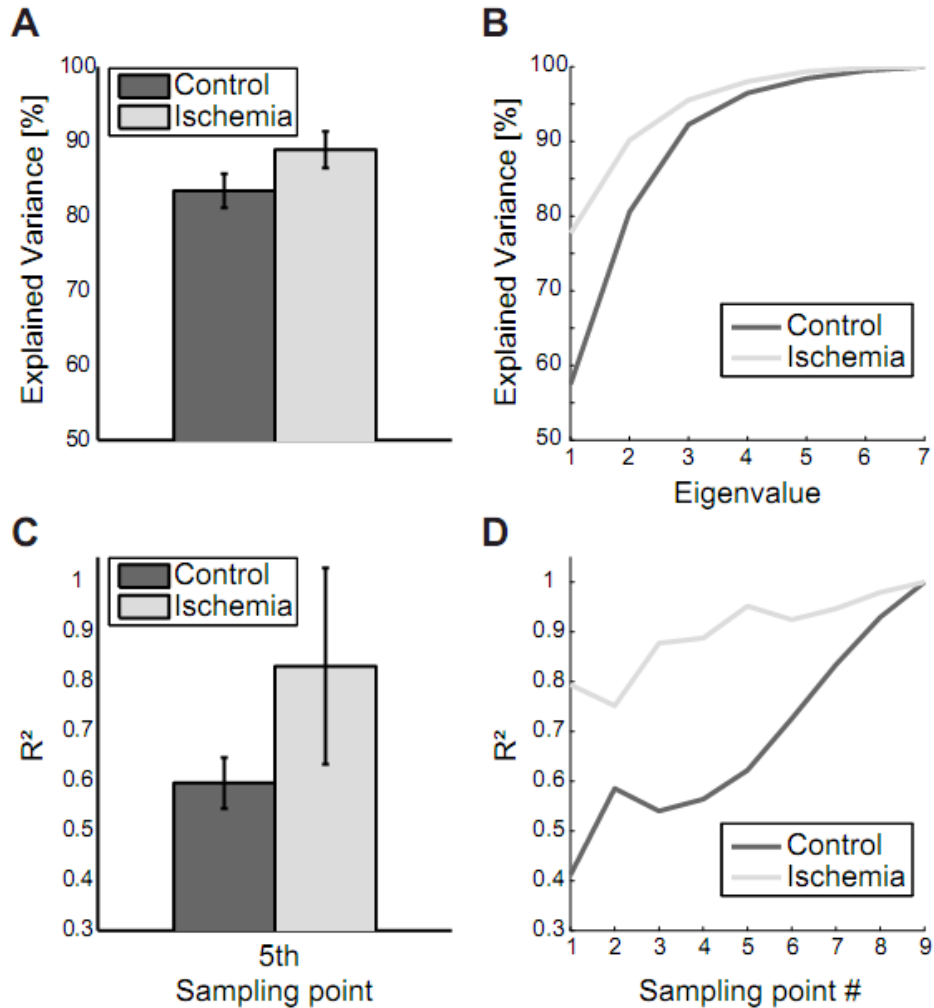 A
Explained Variance [%]
100
90
80
70
60
50
Control
Ischemia
B
Explained Variance [%]
100
90
80
70
60
50
Control
Ischemia
1 2 3 4 5 6 7
Eigenvalue
C
R²
1
0.9
0.8
0.7
0.6
0.5
0.4
0.3
Control
Ischemia
5th
Sampling point
D
R²
1
0.9
0.8
0.7
0.6
0.5
0.4
0.3
Control
Ischemia
1 2 3 4 5 6 7 8 9
Sampling point #